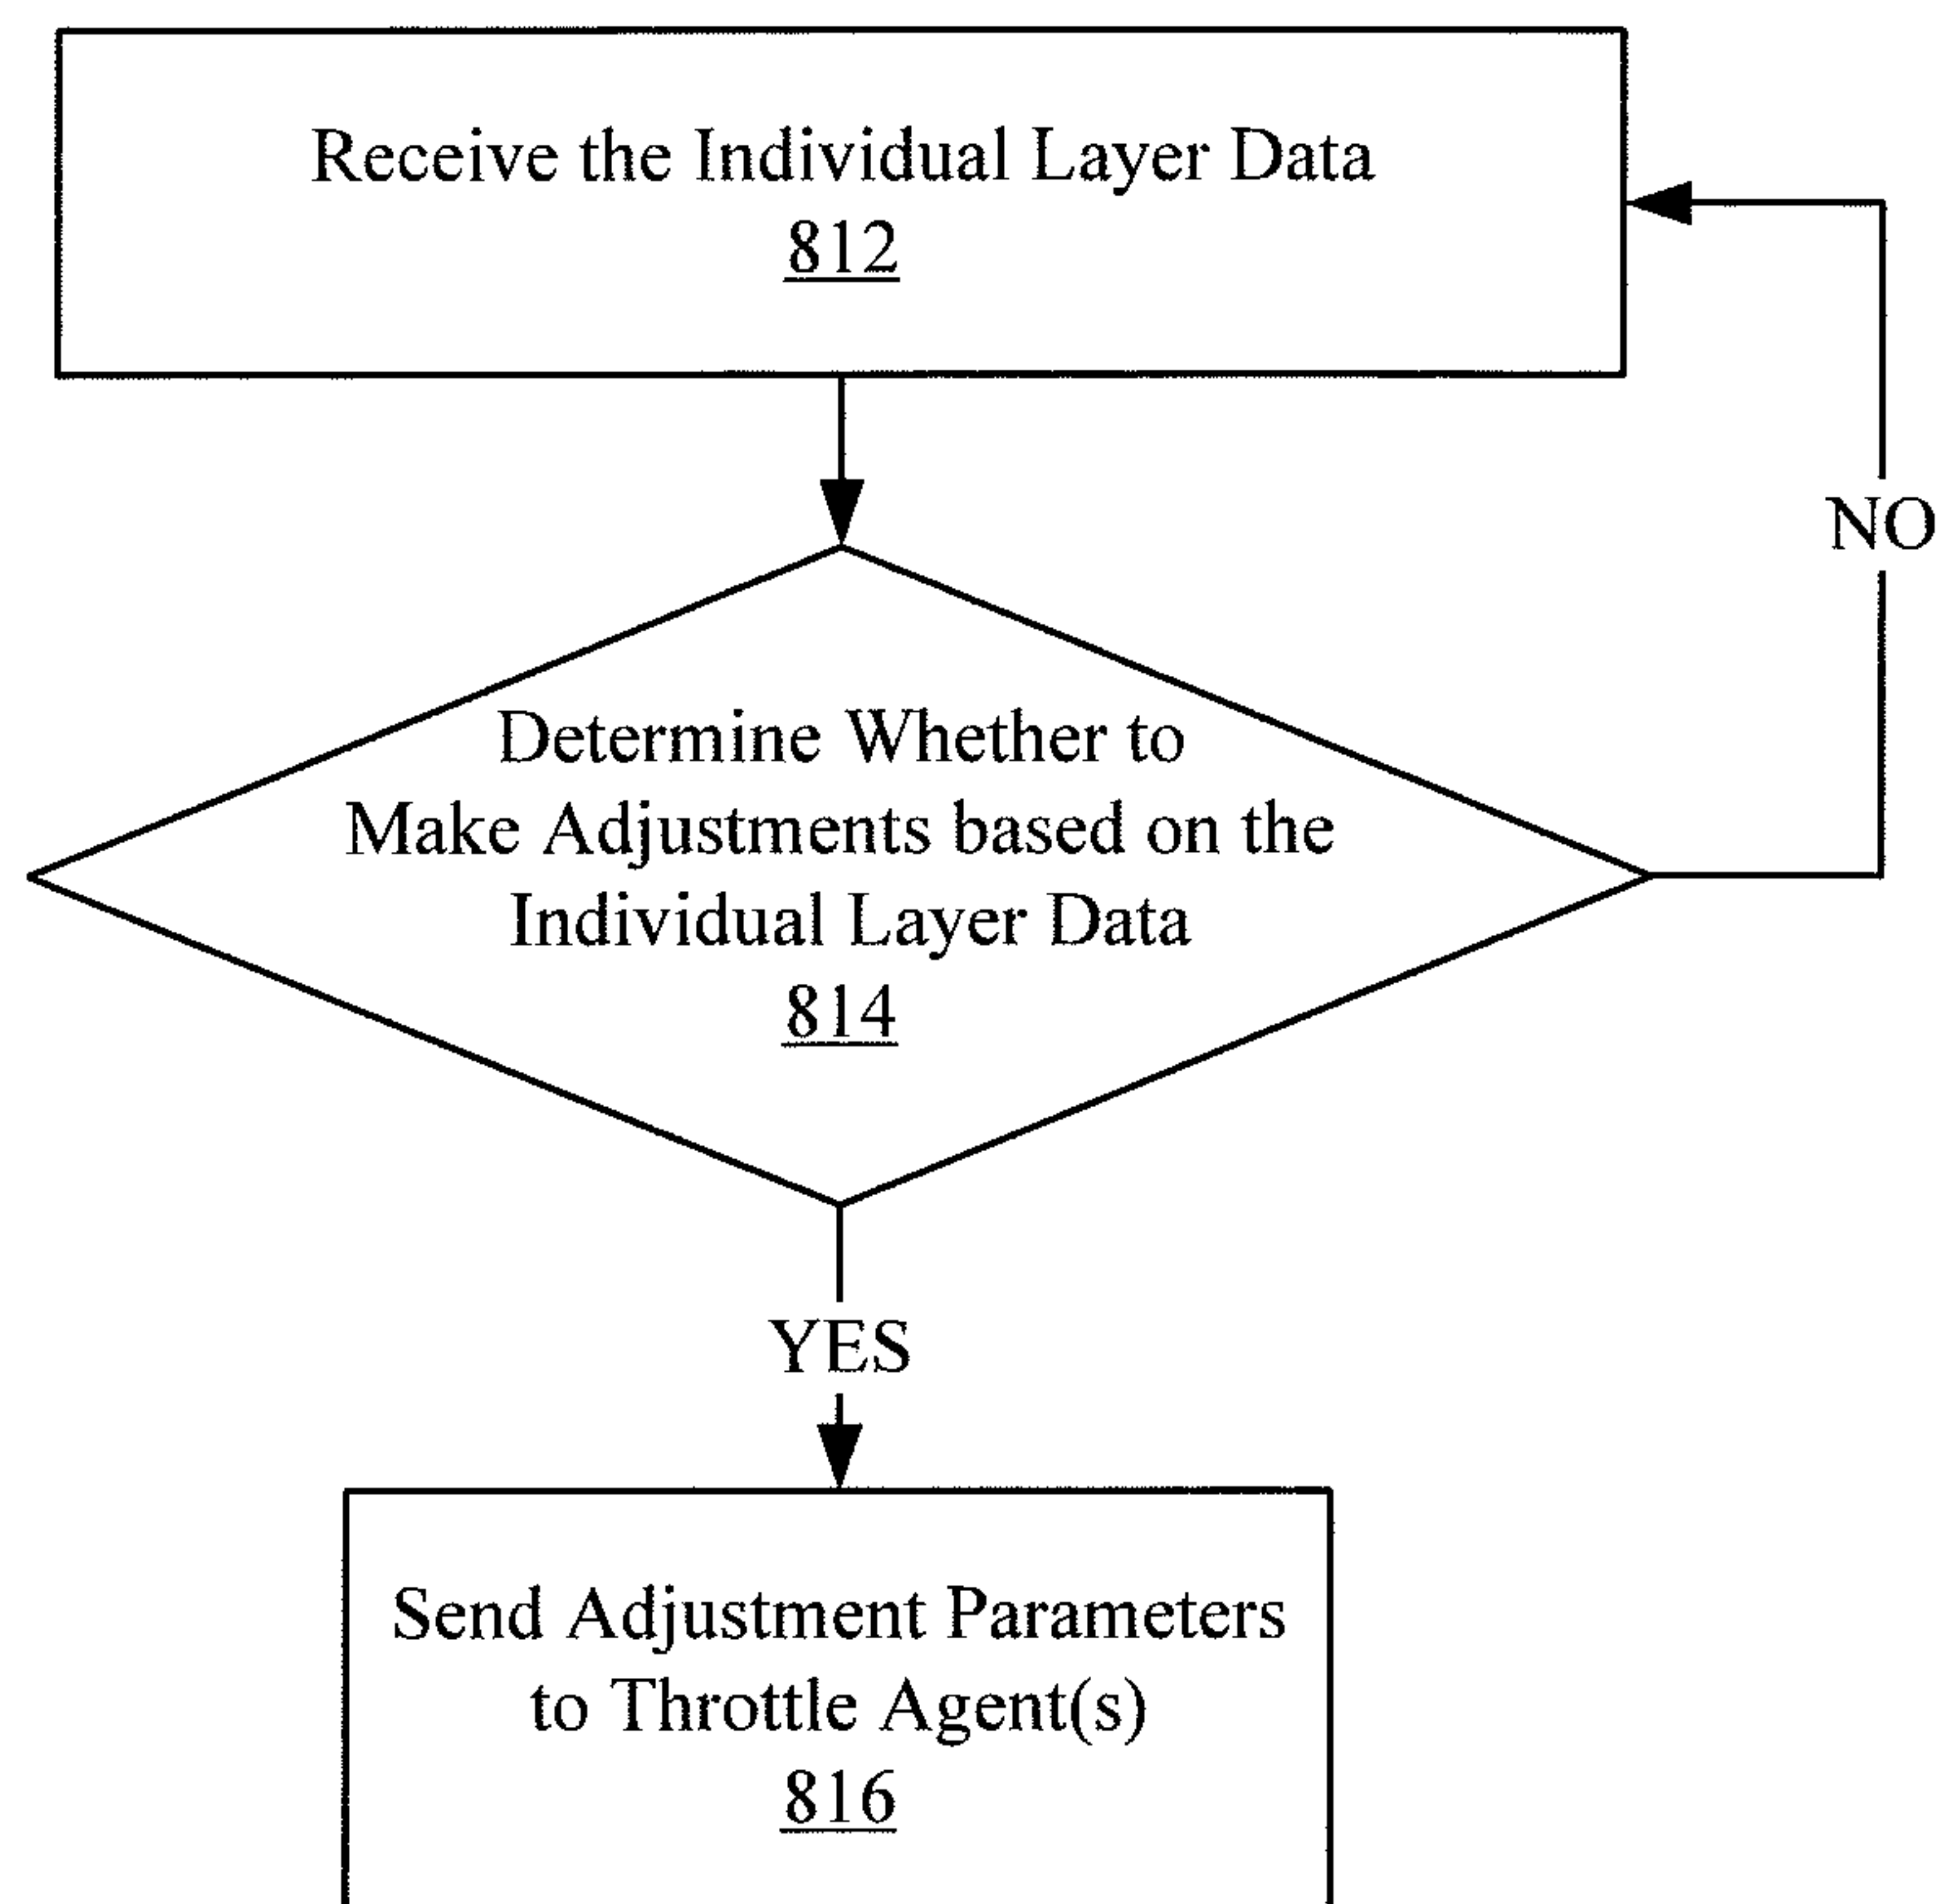 Receive the Individual Layer Data
812
NO
Determine Whether to
Make Adjustments based on the
Individual Layer Data
814
YES
Send Adjustment Parameters
to Throttle Agent(s)
816